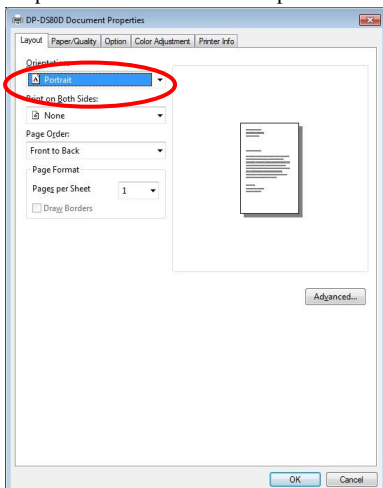 DP-DS80D Document Properties
Layout Paper/Quality Option Color Adjustment Printer Info
Portrait
Print on Both Sides:
None
Page Order:
Front to Back
Page Format
Pages per Sheet 1
Draw Borders
Advanced...
OK Cancel